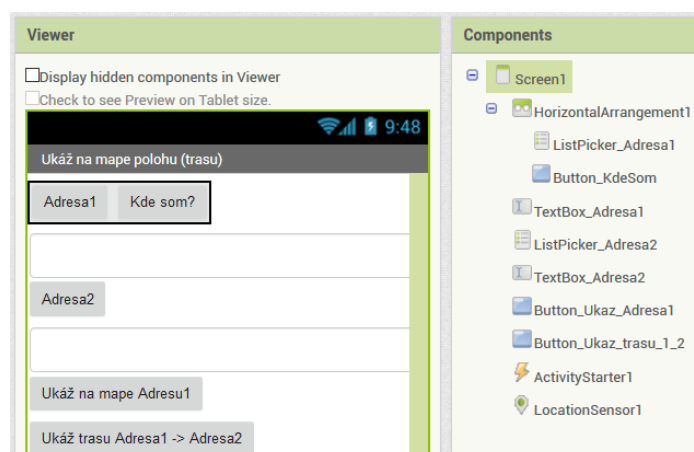 Viewer
Display hidden components in Viewer
Check to see Preview on Tablet size.
9:48
Ukáž na mape polohu (trasu)
Adresa1 Kde som?
Adresa2
Ukáž na mape Adresu1
Ukáž trasu Adresa1 -> Adresa2
Components
Screen1
HorizontalArrangement1
ListPicker_Adresa1
Button_KdeSom
TextBox_Adresa1
ListPicker_Adresa2
TextBox_Adresa2
Button_Ukaz_Adresa1
Button_Ukaz_trasu_1_2
ActivityStarter1
LocationSensor1